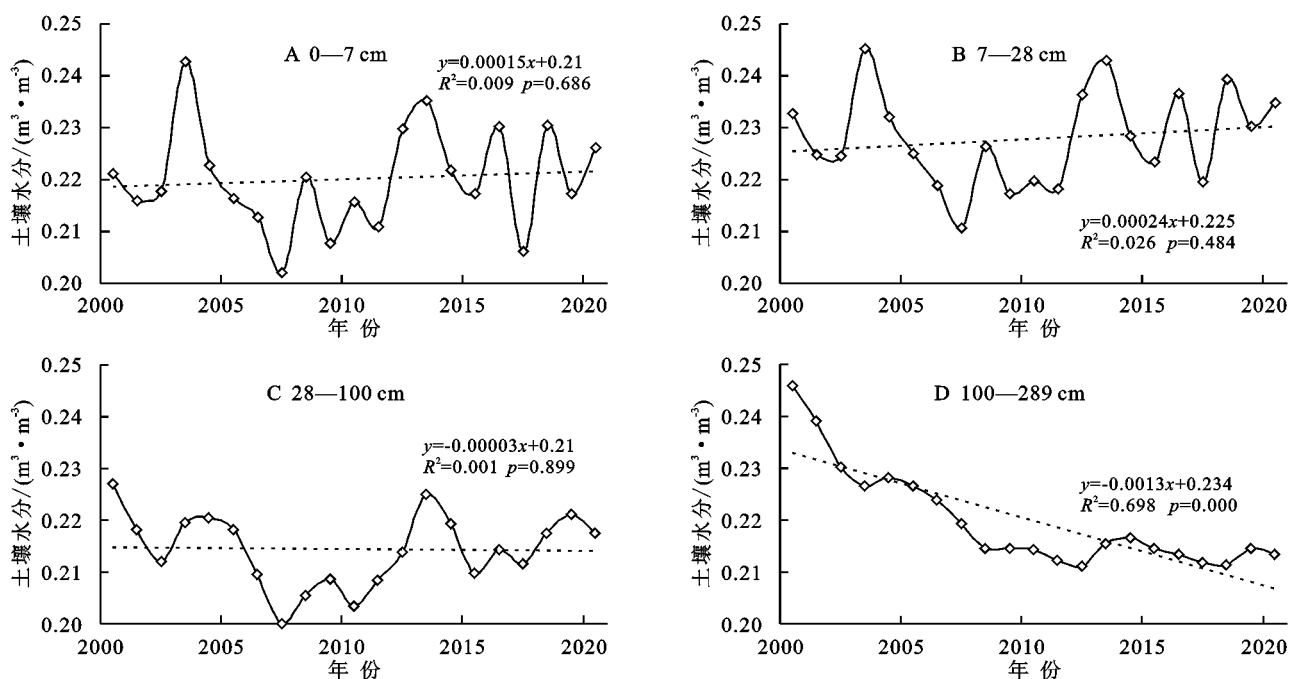 0.25
0.24
0.23
0.22
0.21
0.20
土壤水分/(m³·m⁻³)
A 0—7 cm
y=0.00015x+0.21
R²=0.009 p=0.686
2000 2005 2010 2015 2020
年 份
0.25
0.24
0.23
0.22
0.21
0.20
土壤水分/(m³·m⁻³)
B 7—28 cm
y=0.00024x+0.225
R²=0.026 p=0.484
2000 2005 2010 2015 2020
年 份
0.25
0.24
0.23
0.22
0.21
0.20
土壤水分/(m³·m⁻³)
C 28—100 cm
y=-0.00003x+0.21
R²=0.001 p=0.899
2000 2005 2010 2015 2020
年 份
0.25
0.24
0.23
0.22
0.21
0.20
土壤水分/(m³·m⁻³)
D 100—289 cm
y=-0.0013x+0.234
R²=0.698 p=0.000
2000 2005 2010 2015 2020
年 份